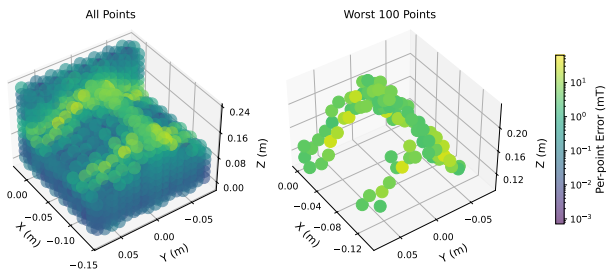 All Points
Worst 100 Points
0.24
0.16
0.08
0.00
Z (m)
0.00
−0.05
−0.10
−0.15
X (m)
0.05
0.00
−0.05
Y (m)
0.20
0.16
0.12
Z (m)
0.00
−0.04
−0.08
−0.12
X (m)
0.05
0.00
−0.05
Y (m)
10¹
10⁰
10⁻¹
10⁻²
10⁻³
Per-point Error (mT)